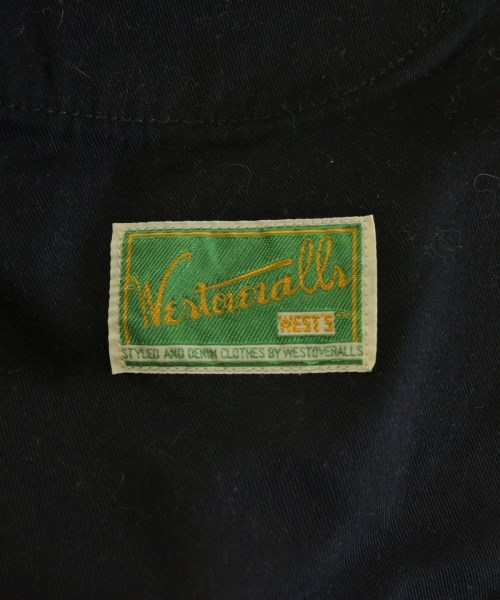 Westoveralls
WEST'S
STYLED AND DENIM CLOTHES BY WESTOVERALLS